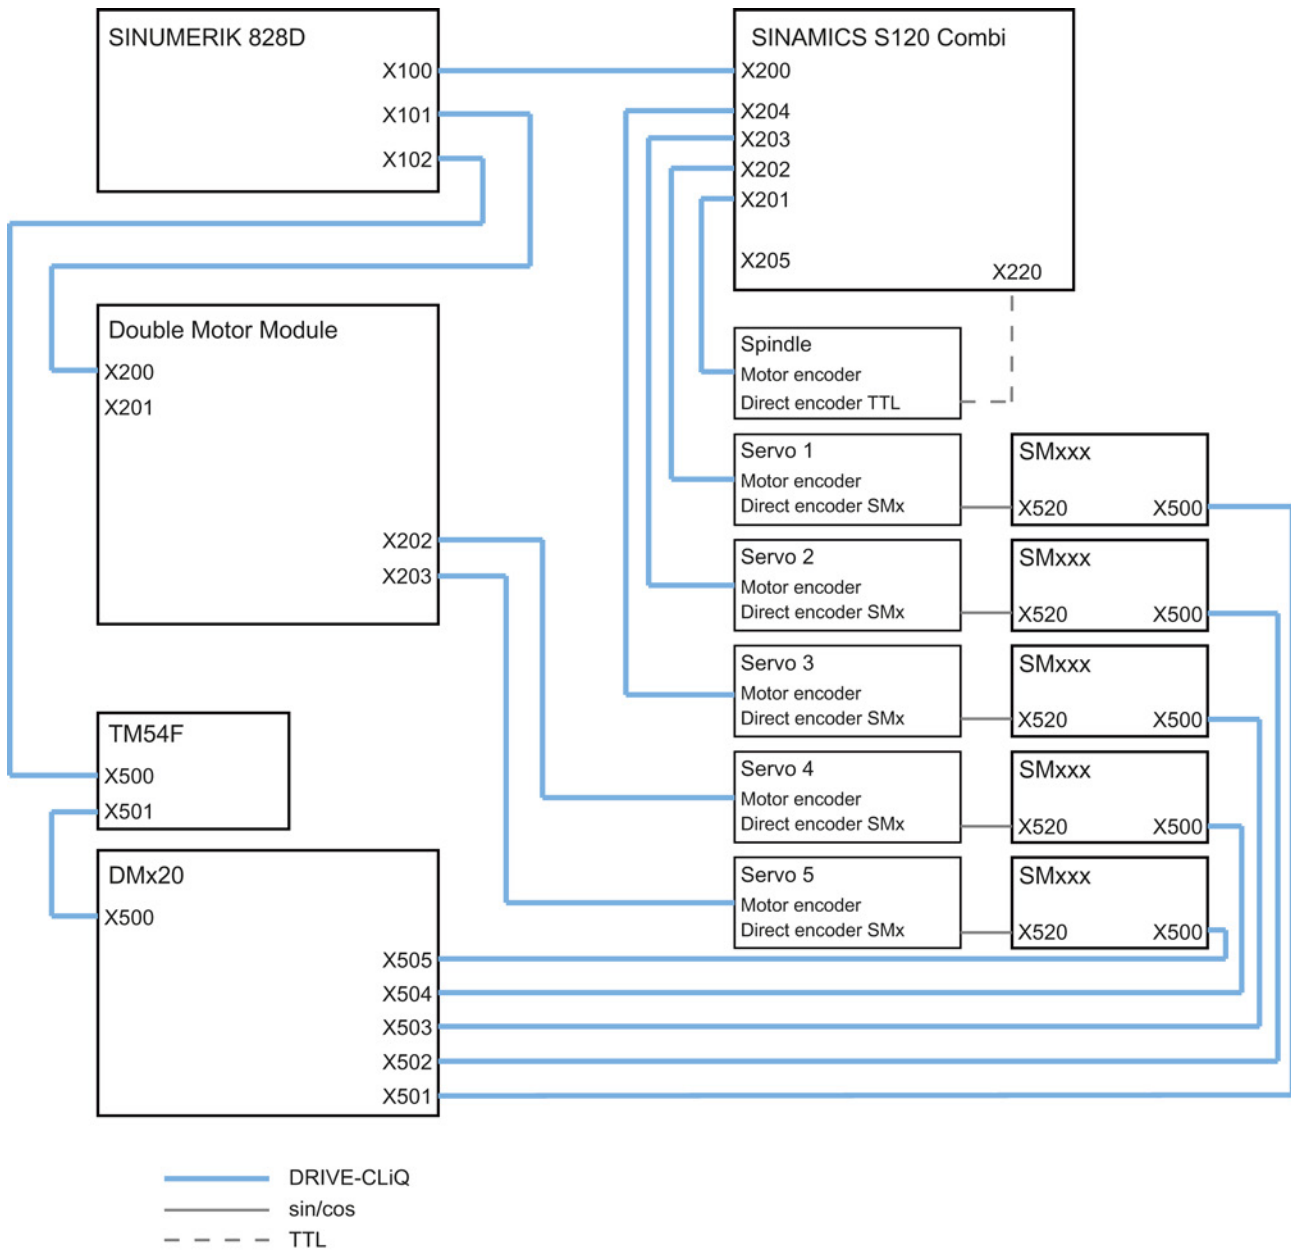 SINUMERIK 828D
X100
X101
X102
SINAMICS S120 Combi
X200
X204
X203
X202
X201
X205
X220
Double Motor Module
X200
X201
X202
X203
Spindle
Motor encoder
Direct encoder TTL
Servo 1
Motor encoder
Direct encoder SMx
SMxxx
X520 X500
Servo 2
Motor encoder
Direct encoder SMx
SMxxx
X520 X500
Servo 3
Motor encoder
Direct encoder SMx
SMxxx
X520 X500
Servo 4
Motor encoder
Direct encoder SMx
SMxxx
X520 X500
Servo 5
Motor encoder
Direct encoder SMx
SMxxx
X520 X500
TM54F
X500
X501
DMx20
X500
X505
X504
X503
X502
X501
DRIVE-CLiQ
sin/cos
TTL